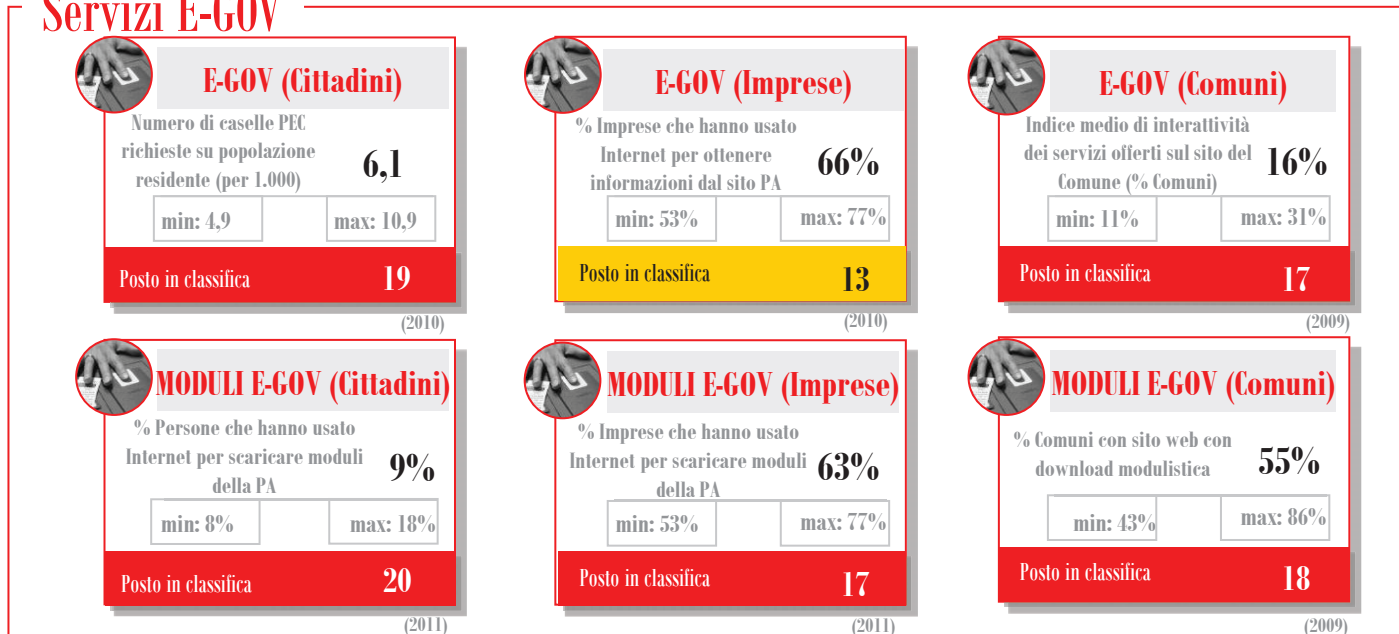 Servizi E-GOV
E-GOV (Cittadini)
Numero di caselle PEC
richieste su popolazione
residente (per 1.000)
6,1
min: 4,9
max: 10,9
Posto in classifica
19
(2010)
E-GOV (Imprese)
% Imprese che hanno usato
Internet per ottenere
informazioni dal sito PA
66%
min: 53%
max: 77%
Posto in classifica
13
(2010)
E-GOV (Comuni)
Indice medio di interattività
dei servizi offerti sul sito del
Comune (% Comuni)
16%
min: 11%
max: 31%
Posto in classifica
17
(2009)
MODULI E-GOV (Cittadini)
% Persone che hanno usato
Internet per scaricare moduli
della PA
9%
min: 8%
max: 18%
Posto in classifica
20
(2011)
MODULI E-GOV (Imprese)
% Imprese che hanno usato
Internet per scaricare moduli
della PA
63%
min: 53%
max: 77%
Posto in classifica
17
(2011)
MODULI E-GOV (Comuni)
% Comuni con sito web con
download modulistica
55%
min: 43%
max: 86%
Posto in classifica
18
(2009)